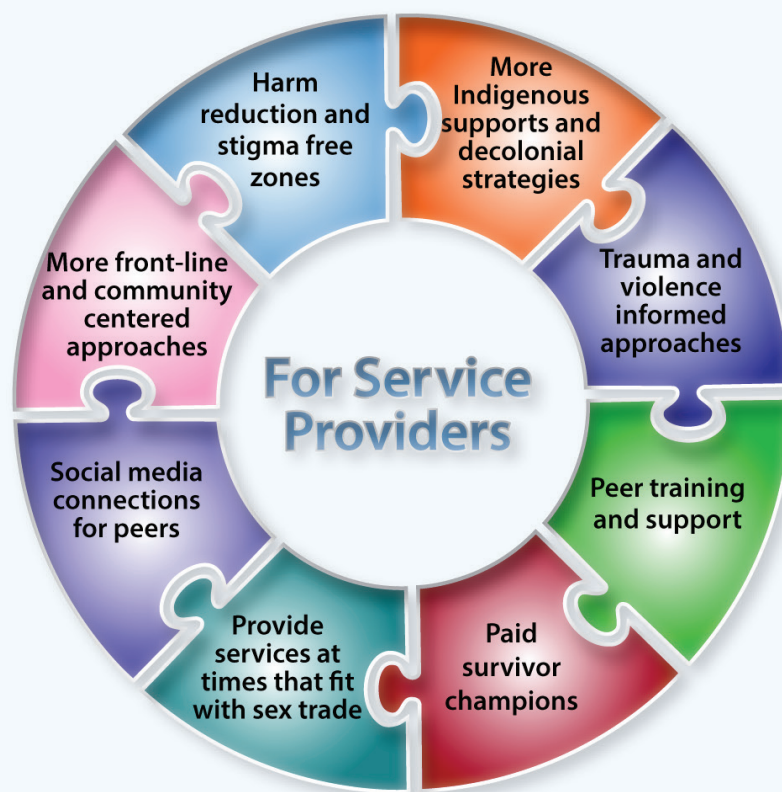 Harm
reduction and
stigma free
zones
More
Indigenous
supports and
decolonial
strategies
Trauma and
violence
informed
approaches
Peer training
and support
Paid
survivor
champions
Provide
services at
times that fit
with sex trade
Social media
connections
for peers
More front-line
and community
centered
approaches
For Service
Providers